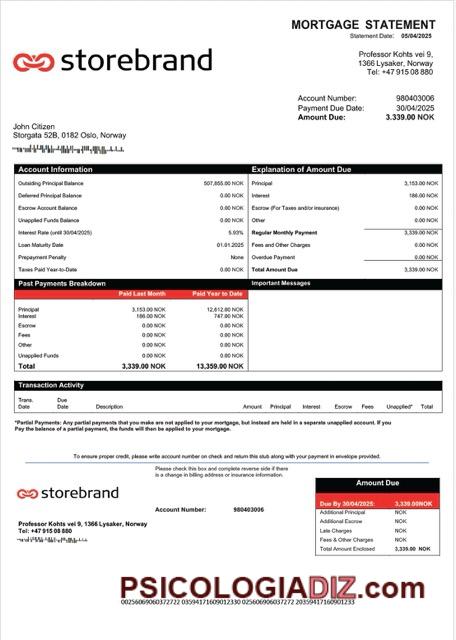 MORTGAGE STATEMENT
Statement Date: 05/04/2025
storebrand
Professor Kohts vei 9,
1366 Lysaker, Norway
Tel: +47 915 08 880
Account Number: 980403006
Payment Due Date: 30/04/2025
Amount Due: 3.339.00 NOK
John Citizen
Storgata 52B, 0182 Oslo, Norway
Account Information Explanation of Amount Due
Outsiding Principal Balance 507,655.00 NOK Principal 3,153.00 NOK
Deferred Principal Balance 0.00 NOK Interest 186.00 NOK
Escrow Account Balance 0.00 NOK Escrow (For Taxes and/or insurance) 0.00 NOK
Unapplied Funds Balance 0.00 NOK Other 0.00 NOK
Interest Rate (until 30/04/2025) 5.93% Regular Monthly Payment 3,339.00 NOK
Loan Maturity Date 01.01.2025 Fees and Other Charges 0.00 NOK
Prepayment Penalty None Overdue Payment 0.00 NOK
Taxes Paid Year-to-Date 0.00 NOK Total Amount Due 3,339.00 NOK
Past Payments Breakdown Important Messages
Paid Last Month Paid Year to Date
Principal 3,153.00 NOK 12,612.00 NOK
Interest 186.00 NOK 747.00 NOK
Escrow 0.00 NOK 0.00 NOK
Fees 0.00 NOK 0.00 NOK
Other 0.00 NOK 0.00 NOK
Unapplied Funds 0.00 NOK 0.00 NOK
Total 3,339.00 NOK 13,359.00 NOK
Transaction Activity
Trans. Date Due Date Description Amount Principal Interest Escrow Fees Unapplied* Total
*Partial Payments: Any partial payments that you make are not applied to your mortgage, but instead are held in a separate unapplied account. If you
Pay the balance of a partial payment, the funds will then be applied to your mortgage.
To ensure proper credit, please write account number on check and return this stub along with your payment in envelope provided.
Please check this box and complete reverse side if there
is a change in billing address or insurance information.
storebrand
Account Number: 980403006
Professor Kohts vei 9, 1366 Lysaker, Norway
Tel: +47 915 08 880
Amount Due
Due By 30/04/2025: 3,339.00NOK
Additional Principal NOK
Additional Escrow NOK
Late Charges NOK
Fees & Other Charges NOK
Total Amount Enclosed 3,339.00 NOK
PSICOLOGIADIZ.com